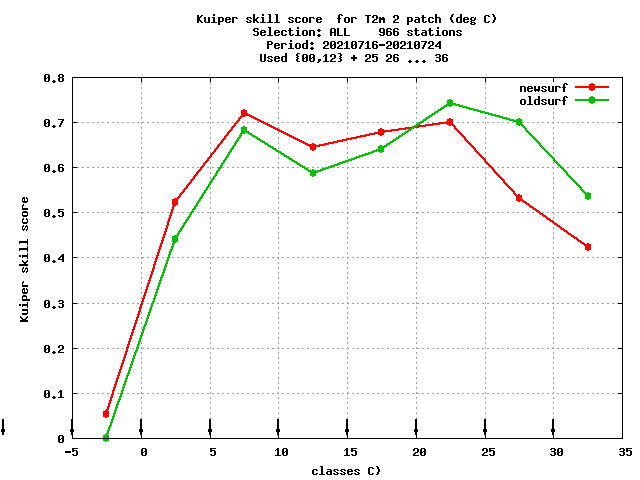 Kuiper skill score  for T2m 2 patch (deg C)
Selection: ALL    966 stations
Period: 20210716-20210724
Used {00,12} + 25 26 ... 36
newsurf
oldsurf
0.8
0.7
0.6
0.5
0.4
0.3
0.2
0.1
0
Kuiper skill score
-5 0 5 10 15 20 25 30 35
classes C)